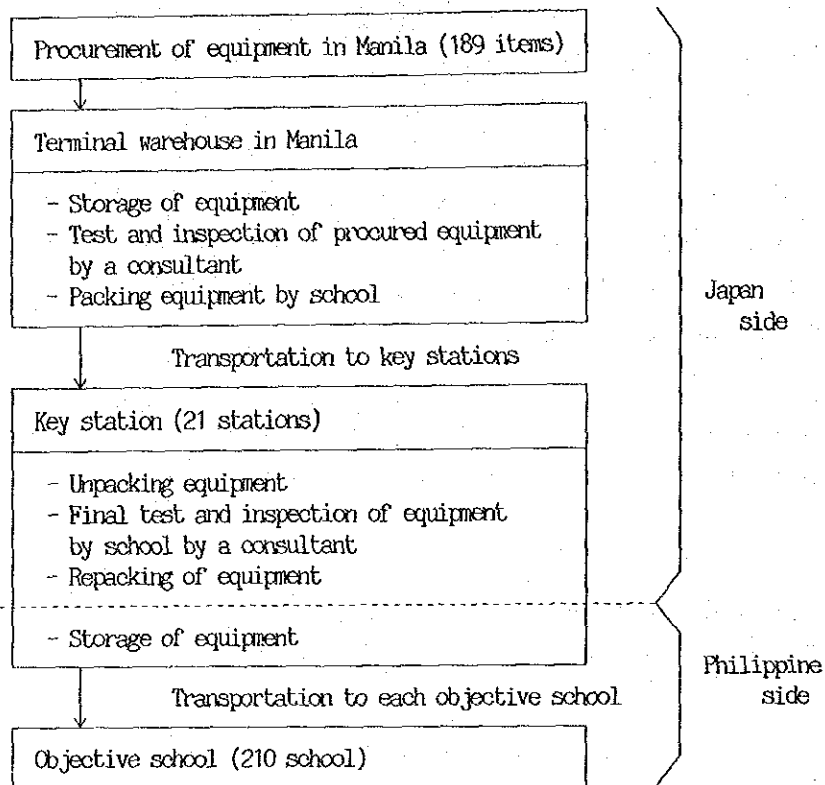 Procurement of equipment in Manila (189 items)
Terminal warehouse in Manila
- Storage of equipment
- Test and inspection of procured equipment
by a consultant
- Packing equipment by school
Japan
side
Transportation to key stations
Key station (21 stations)
- Unpacking equipment
- Final test and inspection of equipment
by school by a consultant
- Repacking of equipment
- Storage of equipment
Philippine
side
Transportation to each objective school
Objective school (210 school)